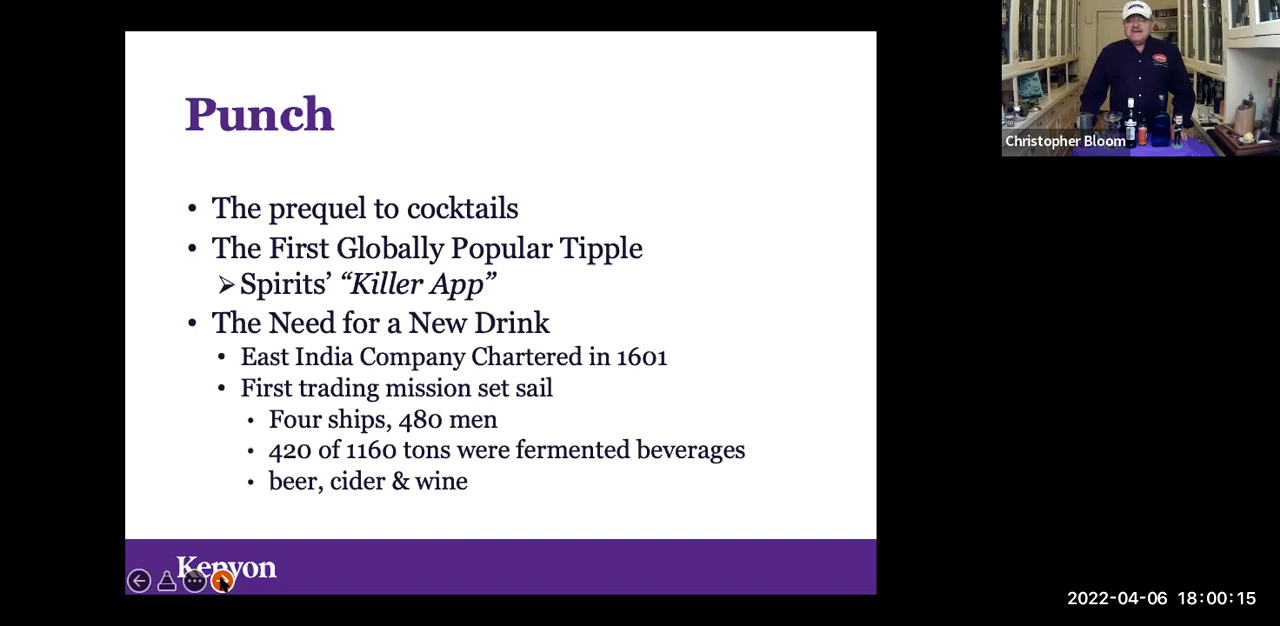 Punch
• The prequel to cocktails
• The First Globally Popular Tipple
➢ Spirits’ “Killer App”
• The Need for a New Drink
• East India Company Chartered in 1601
• First trading mission set sail
• Four ships, 480 men
• 420 of 1160 tons were fermented beverages
• beer, cider & wine
Kenyon
Christopher Bloom
2022-04-06 18:00:15